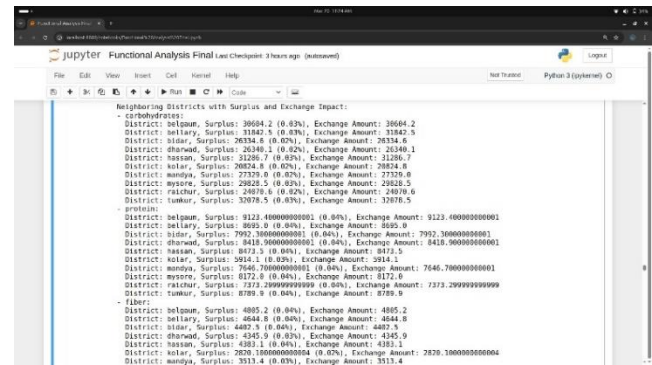 jupyter Functional Analysis Final Last Checkpoint: 3 hours ago (autosaved)
Logout
File Edit View Insert Cell Kernel Help
Not Trusted
Python 3 (ipykernel)
Run
Code
Neighboring Districts with Surplus and Exchange Impact:
- carbohydrates:
District: belgaum, Surplus: 30604.2 (0.03%), Exchange Amount: 30604.2
District: bellary, Surplus: 31842.5 (0.03%), Exchange Amount: 31842.5
District: bidar, Surplus: 26334.6 (0.02%), Exchange Amount: 26334.6
District: dharwad, Surplus: 26340.1 (0.02%), Exchange Amount: 26340.1
District: hassan, Surplus: 31286.7 (0.03%), Exchange Amount: 31286.7
District: kolar, Surplus: 20824.8 (0.02%), Exchange Amount: 20824.8
District: mandya, Surplus: 27329.0 (0.02%), Exchange Amount: 27329.0
District: mysore, Surplus: 29828.5 (0.03%), Exchange Amount: 29828.5
District: raichur, Surplus: 24070.6 (0.02%), Exchange Amount: 24070.6
District: tumkur, Surplus: 32078.5 (0.03%), Exchange Amount: 32078.5
- protein:
District: belgaum, Surplus: 9123.400000000001 (0.04%), Exchange Amount: 9123.400000000001
District: bellary, Surplus: 8695.0 (0.04%), Exchange Amount: 8695.0
District: bidar, Surplus: 7992.300000000001 (0.04%), Exchange Amount: 7992.300000000001
District: dharwad, Surplus: 8418.900000000001 (0.04%), Exchange Amount: 8418.900000000001
District: hassan, Surplus: 8473.5 (0.04%), Exchange Amount: 8473.5
District: kolar, Surplus: 5914.1 (0.03%), Exchange Amount: 5914.1
District: mandya, Surplus: 7646.700000000001 (0.04%), Exchange Amount: 7646.700000000001
District: mysore, Surplus: 8172.0 (0.04%), Exchange Amount: 8172.0
District: raichur, Surplus: 7373.299999999999 (0.04%), Exchange Amount: 7373.299999999999
District: tumkur, Surplus: 8789.9 (0.04%), Exchange Amount: 8789.9
- fiber:
District: belgaum, Surplus: 4805.2 (0.04%), Exchange Amount: 4805.2
District: bellary, Surplus: 4644.8 (0.04%), Exchange Amount: 4644.8
District: bidar, Surplus: 4402.5 (0.04%), Exchange Amount: 4402.5
District: dharwad, Surplus: 4345.9 (0.03%), Exchange Amount: 4345.9
District: hassan, Surplus: 4383.1 (0.04%), Exchange Amount: 4383.1
District: kolar, Surplus: 2820.1000000000004 (0.02%), Exchange Amount: 2820.1000000000004
District: mandya, Surplus: 3513.4 (0.03%), Exchange Amount: 3513.4